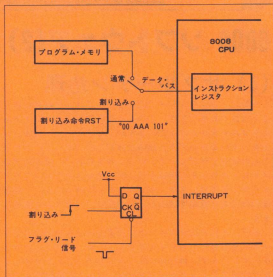 8008
CPU
プログラム・メモリ
通常
データ・
バス
インストラクション
レジスタ
割り込み
割り込み命令RST
"00 AAA 101"
Vcc
D Q
CK Q̅
CL
INTERRUPT
割り込み
フラグ・リード
信号